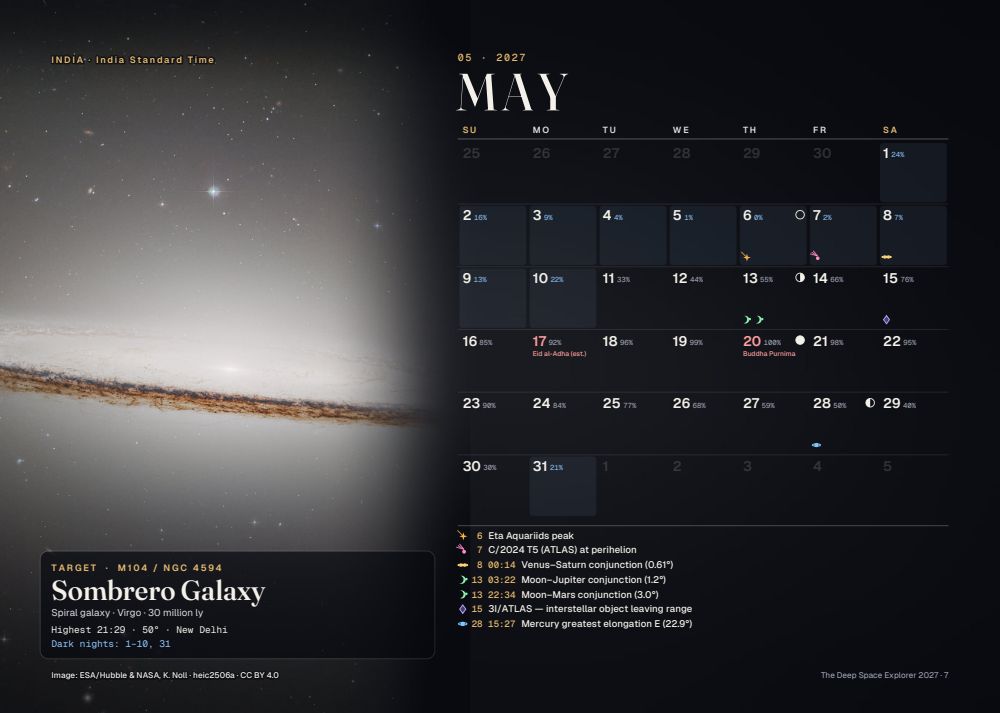 INDIA · India Standard Time
05 · 2027
MAY
SU MO TU WE TH FR SA
25 26 27 28 29 30 1 24%
2 16% 3 9% 4 4% 5 1% 6 0% 7 2% 8 7%
9 13% 10 22% 11 33% 12 44% 13 55% 14 66% 15 76%
16 85% 17 92% 18 96% 19 99% 20 100% 21 98% 22 95%
Eid al-Adha (est.) Buddha Purnima
23 90% 24 84% 25 77% 26 68% 27 59% 28 50% 29 40%
30 30% 31 21% 1 2 3 4 5
6 Eta Aquariids peak
7 C/2024 T5 (ATLAS) at perihelion
8 00:14 Venus–Saturn conjunction (0.61°)
13 03:22 Moon–Jupiter conjunction (1.2°)
13 22:34 Moon–Mars conjunction (3.0°)
15 3I/ATLAS — interstellar object leaving range
28 15:27 Mercury greatest elongation E (22.9°)
TARGET · M104 / NGC 4594
Sombrero Galaxy
Spiral galaxy · Virgo · 30 million ly
Highest 21:29 · 50° · New Delhi
Dark nights: 1–10, 31
Image: ESA/Hubble & NASA, K. Noll · heic2506a · CC BY 4.0
The Deep Space Explorer 2027 · 7